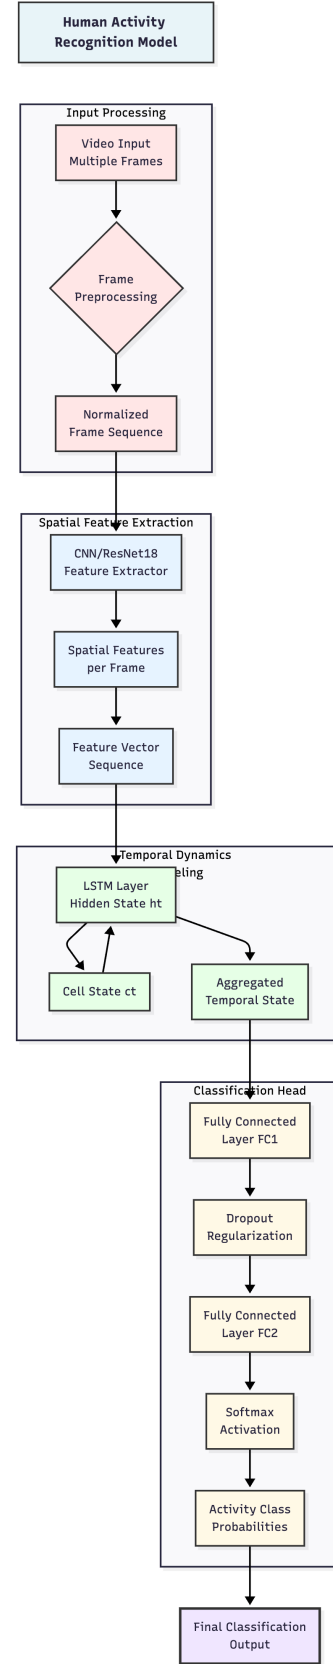 Human Activity
Recognition Model
Input Processing
Video Input
Multiple Frames
Frame
Preprocessing
Normalized
Frame Sequence
Spatial Feature Extraction
CNN/ResNet18
Feature Extractor
Spatial Features
per Frame
Feature Vector
Sequence
Temporal Dynamics
eling
LSTM Layer
Hidden State ht
Cell State ct
Aggregated
Temporal State
Classification Head
Fully Connected
Layer FC1
Dropout
Regularization
Fully Connected
Layer FC2
Softmax
Activation
Activity Class
Probabilities
Final Classification
Output